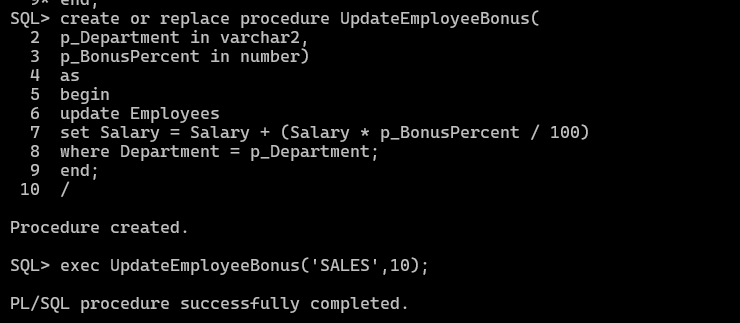 9* end;
SQL> create or replace procedure UpdateEmployeeBonus(
  2  p_Department in varchar2,
  3  p_BonusPercent in number)
  4  as
  5  begin
  6  update Employees
  7  set Salary = Salary + (Salary * p_BonusPercent / 100)
  8  where Department = p_Department;
  9  end;
 10  /
Procedure created.
SQL> exec UpdateEmployeeBonus('SALES',10);
PL/SQL procedure successfully completed.